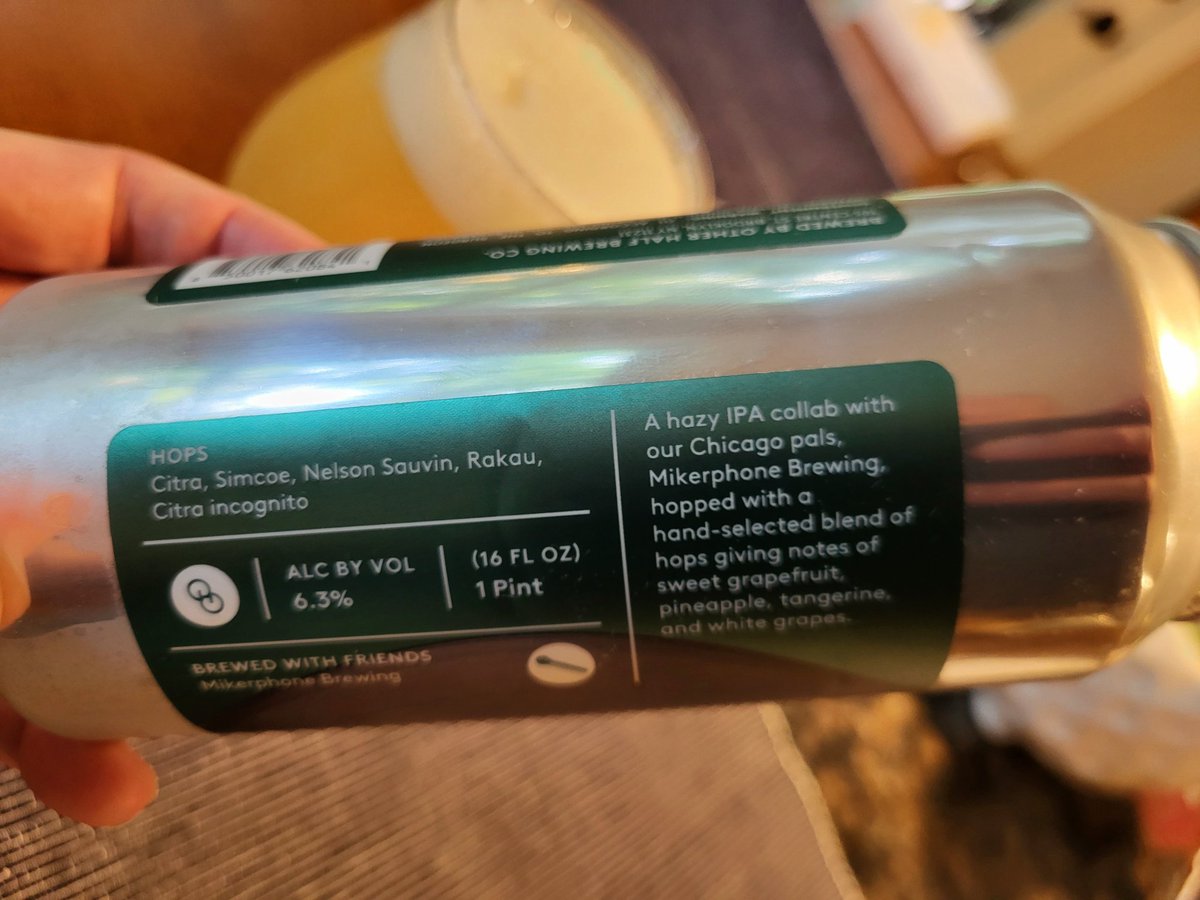 HOPS
Citra, Simcoe, Nelson Sauvin, Rakau,
Citra incognito
ALC BY VOL
6.3%
(16 FL OZ)
1 Pint
BREWED WITH FRIENDS
Mikerphone Brewing
A hazy IPA collab with
our Chicago pals,
Mikerphone Brewing,
hopped with a
hand-selected blend of
hops giving notes of
sweet grapefruit,
pineapple, tangerine,
and white grapes.
BREWED BY OTHER HALF BREWING CO.